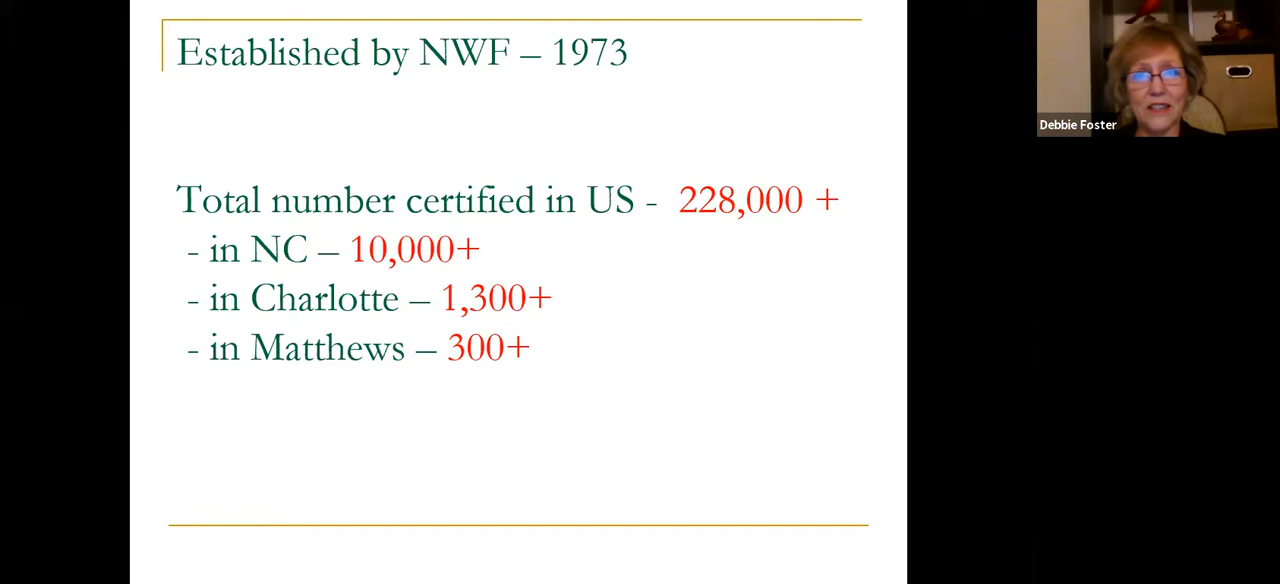 Established by NWF – 1973
Total number certified in US - 228,000 +
- in NC – 10,000+
- in Charlotte – 1,300+
- in Matthews – 300+
Debbie Foster